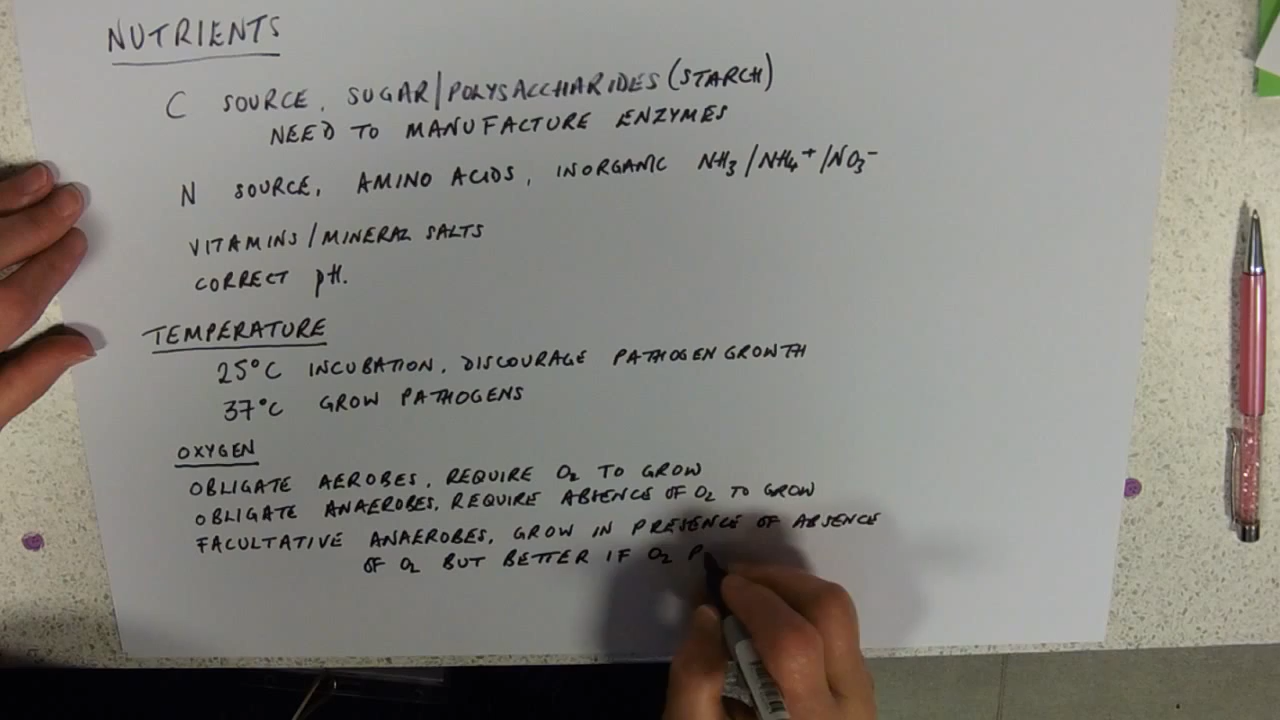 NUTRIENTS
C SOURCE, SUGAR/POLYSACCHARIDES (STARCH)
NEED TO MANUFACTURE ENZYMES
N SOURCE, AMINO ACIDS, INORGANIC NH₃/NH₄⁺/NO₃⁻
VITAMINS/MINERAL SALTS
CORRECT pH.
TEMPERATURE
25°C INCUBATION, DISCOURAGE PATHOGEN GROWTH
37°C GROW PATHOGENS
OXYGEN
OBLIGATE AEROBES, REQUIRE O₂ TO GROW
OBLIGATE ANAEROBES, REQUIRE ABSENCE OF O₂ TO GROW
FACULTATIVE ANAEROBES, GROW IN PRESENCE OF ABSENCE
OF O₂ BUT BETTER IF O₂ P